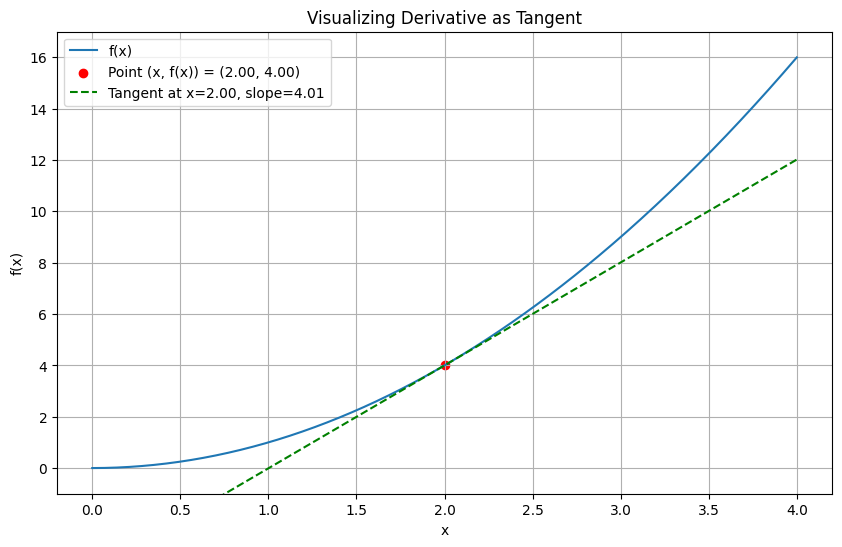 Visualizing Derivative as Tangent
f(x)
Point (x, f(x)) = (2.00, 4.00)
Tangent at x=2.00, slope=4.01
16
14
12
10
8
6
4
2
0
f(x)
0.0 0.5 1.0 1.5 2.0 2.5 3.0 3.5 4.0
x